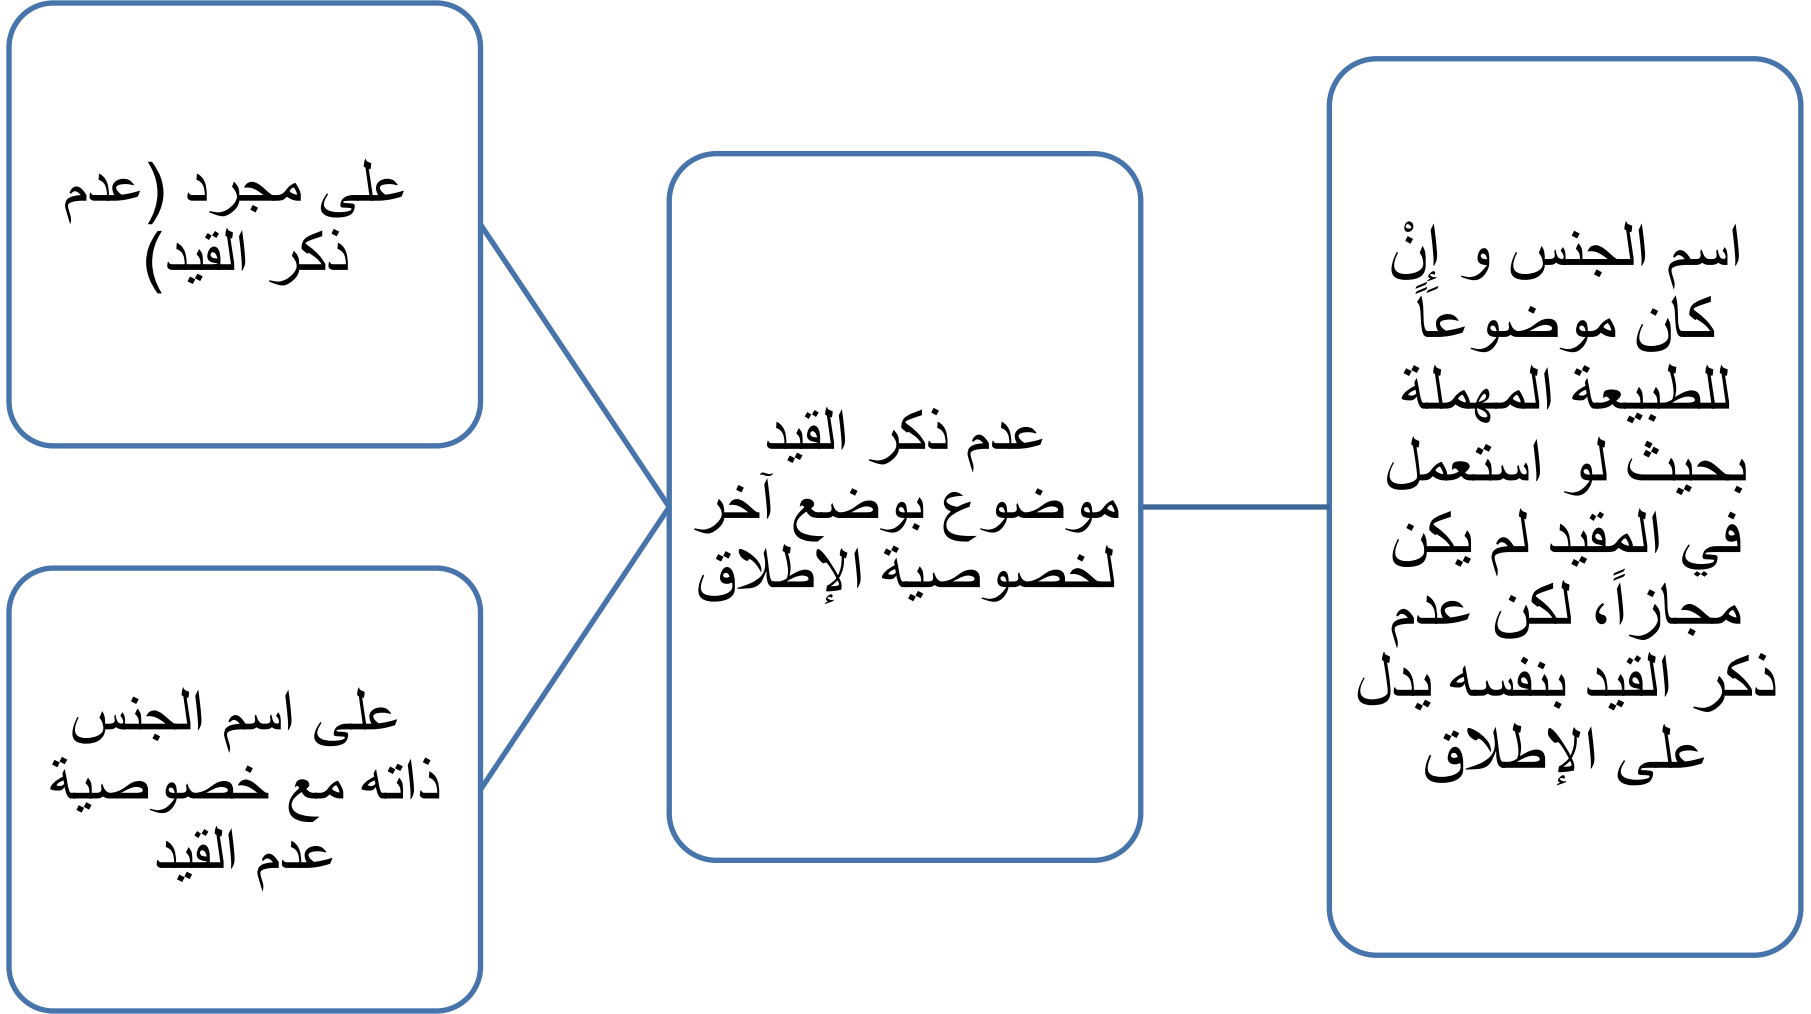 اسم الجنس و إنْ
كان موضوعاً
للطبيعة المهملة
بحيث لو استعمل
في المقيد لم يكن
مجازاً، لكن عدم
ذكر القيد بنفسه يدل
على الإطلاق
عدم ذكر القيد
موضوع بوضع آخر
لخصوصية الإطلاق
على مجرد (عدم
ذكر القيد)
على اسم الجنس
ذاته مع خصوصية
عدم القيد